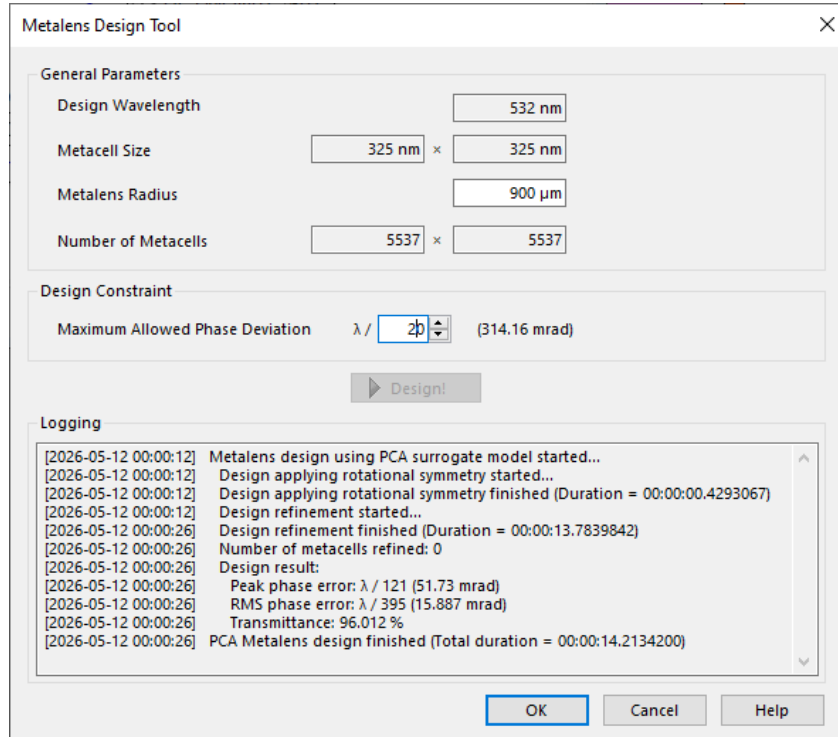 Metalens Design Tool
General Parameters
Design Wavelength 532 nm
Metacell Size 325 nm × 325 nm
Metalens Radius 900 µm
Number of Metacells 5537 × 5537
Design Constraint
Maximum Allowed Phase Deviation λ / 20 (314.16 mrad)
Design!
Logging
[2026-05-12 00:00:12] Metalens design using PCA surrogate model started...
[2026-05-12 00:00:12] Design applying rotational symmetry started...
[2026-05-12 00:00:12] Design applying rotational symmetry finished (Duration = 00:00:00.4293067)
[2026-05-12 00:00:12] Design refinement started...
[2026-05-12 00:00:26] Design refinement finished (Duration = 00:00:13.7839842)
[2026-05-12 00:00:26] Number of metacells refined: 0
[2026-05-12 00:00:26] Design result:
[2026-05-12 00:00:26] Peak phase error: λ / 121 (51.73 mrad)
[2026-05-12 00:00:26] RMS phase error: λ / 395 (15.887 mrad)
[2026-05-12 00:00:26] Transmittance: 96.012 %
[2026-05-12 00:00:26] PCA Metalens design finished (Total duration = 00:00:14.2134200)
OK Cancel Help